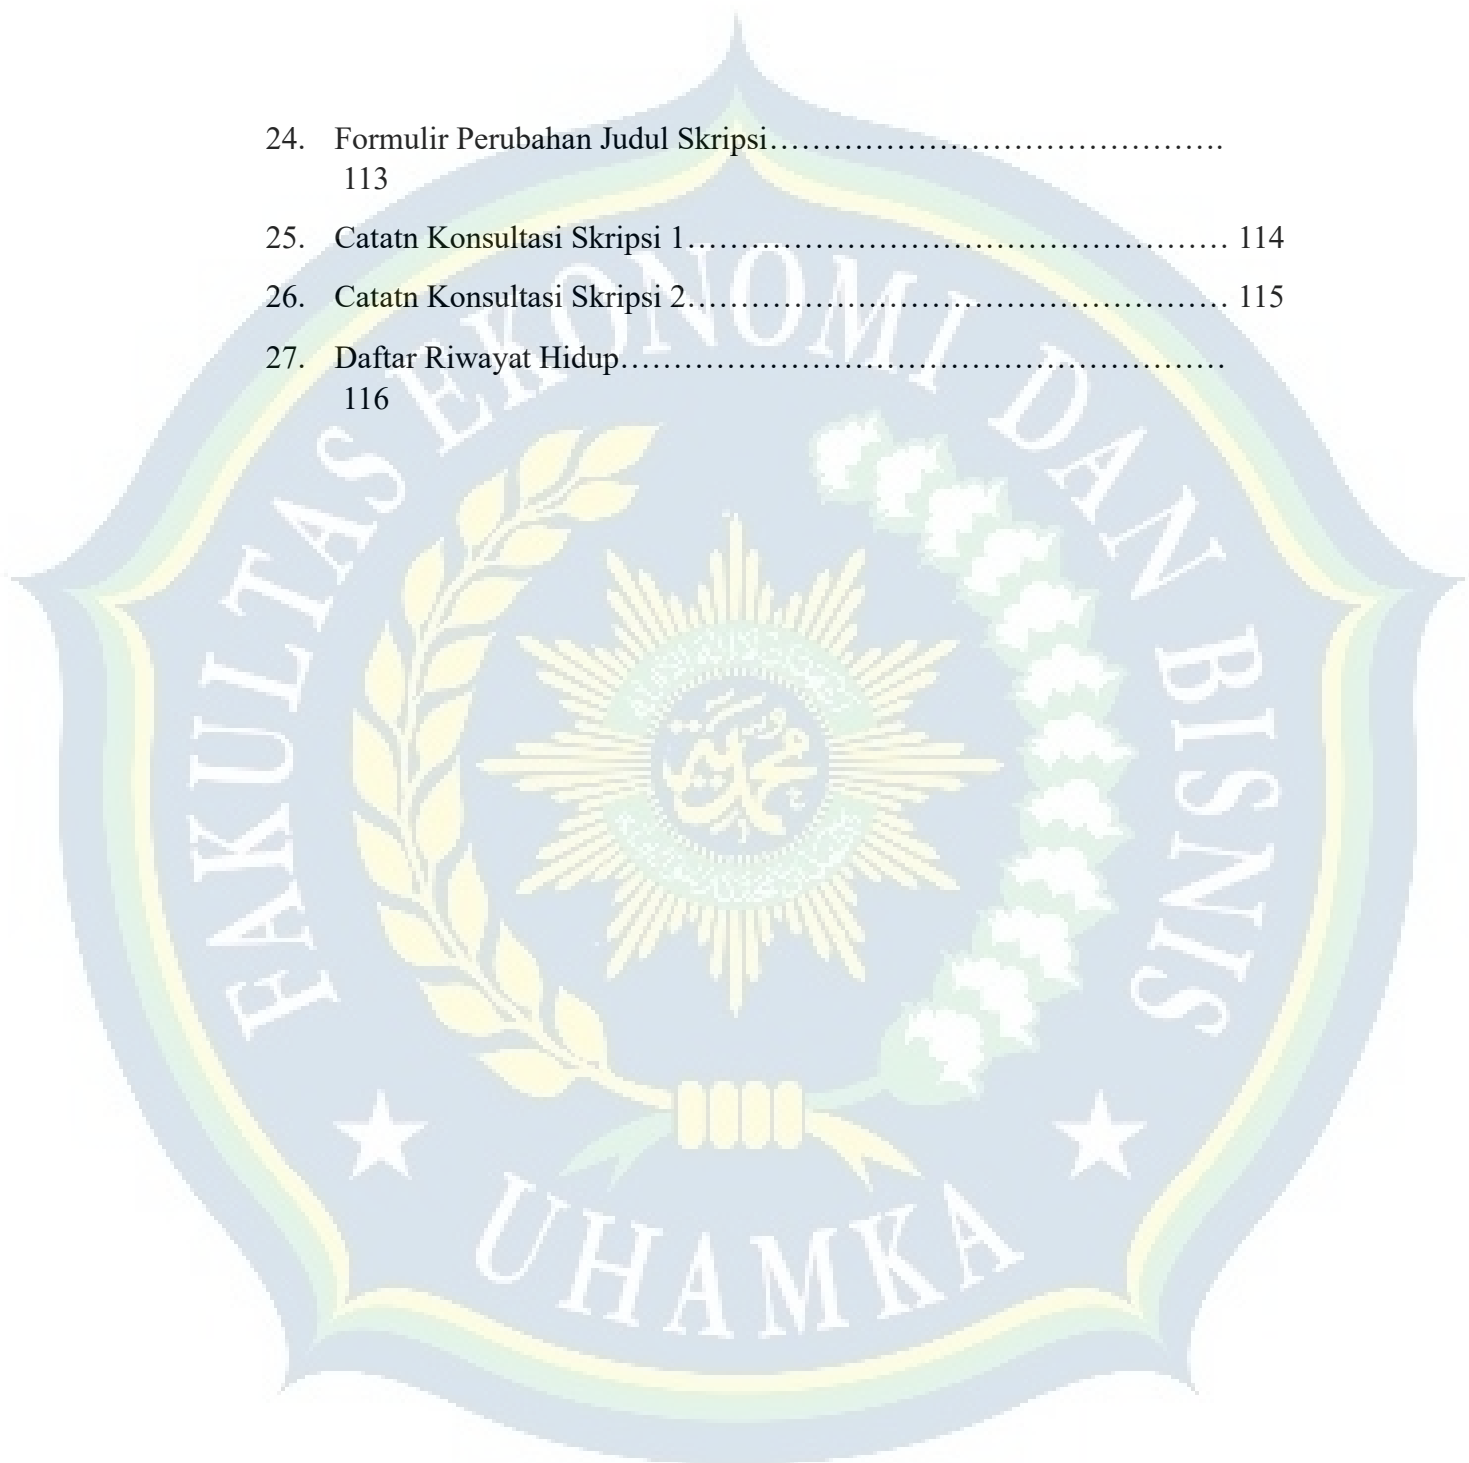 24. Formulir Perubahan Judul Skripsi…………………………………….
113
25. Catatn Konsultasi Skripsi 1…………………………………………… 114
26. Catatn Konsultasi Skripsi 2…………………………………………… 115
27. Daftar Riwayat Hidup…………………………………………………
116
FAKULTAS EKONOMI DAN BISNIS
محمدية
UHAMKA